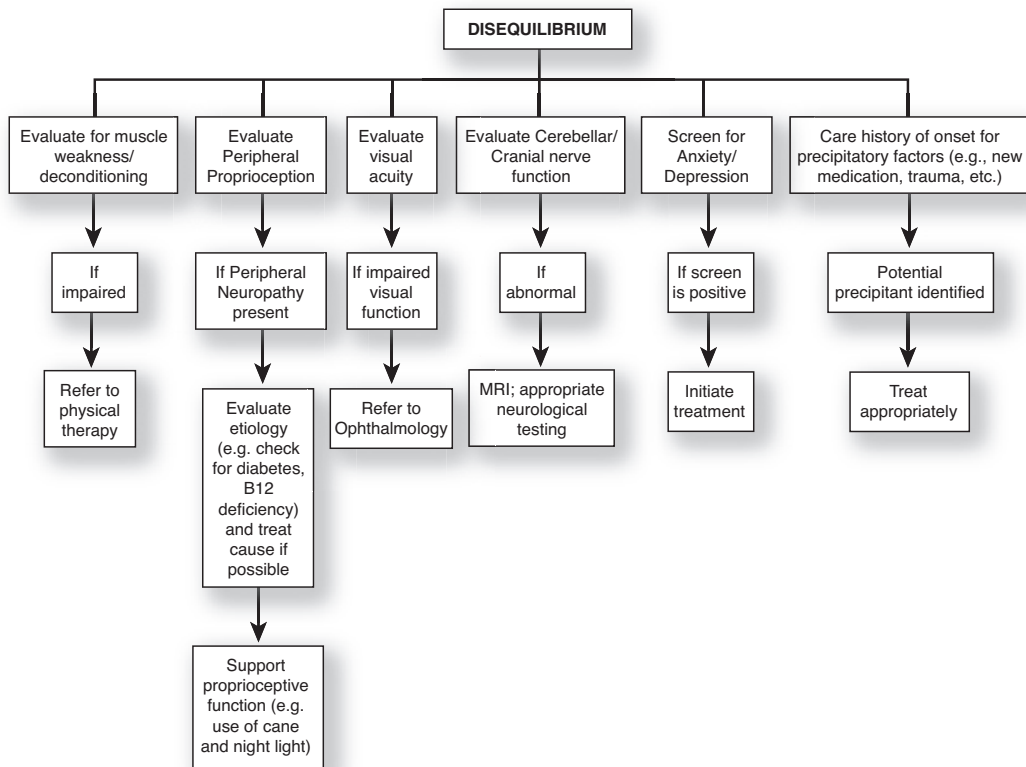 DISEQUILIBRIUM
Evaluate for muscle
weakness/
deconditioning
Evaluate
Peripheral
Proprioception
Evaluate
visual
acuity
Evaluate Cerebellar/
Cranial nerve
function
Screen for
Anxiety/
Depression
Care history of onset for
precipitatory factors (e.g., new
medication, trauma, etc.)
If
impaired
If Peripheral
Neuropathy
present
If impaired
visual
function
If
abnormal
If screen
is positive
Potential
precipitant identified
Refer to
physical
therapy
Evaluate
etiology
(e.g. check
for diabetes,
B12
deficiency)
and treat
cause if
possible
Refer to
Ophthalmology
MRI; appropriate
neurological
testing
Initiate
treatment
Treat
appropriately
Support
proprioceptive
function (e.g.
use of cane
and night light)